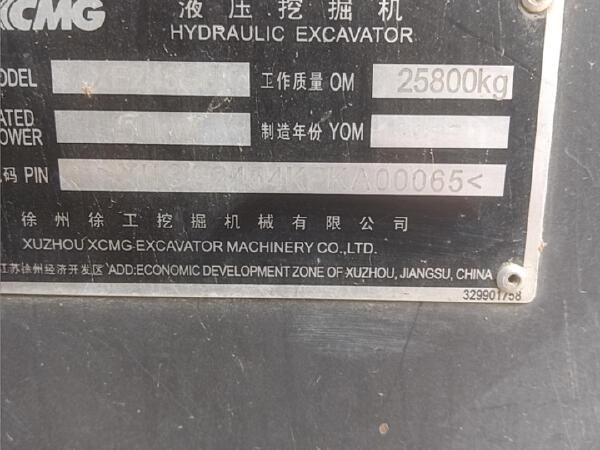 XCMG 液压挖掘机
HYDRAULIC EXCAVATOR
ODEL 工作质量 OM 25800kg
ATED
OWER 制造年份 YOM
码 PIN KA00065<
徐州徐工挖掘机械有限公司
XUZHOU XCMG EXCAVATOR MACHINERY CO.,LTD.
江苏徐州经济开发区 ADD:ECONOMIC DEVELOPMENT ZONE OF XUZHOU, JIANGSU, CHINA
329901758